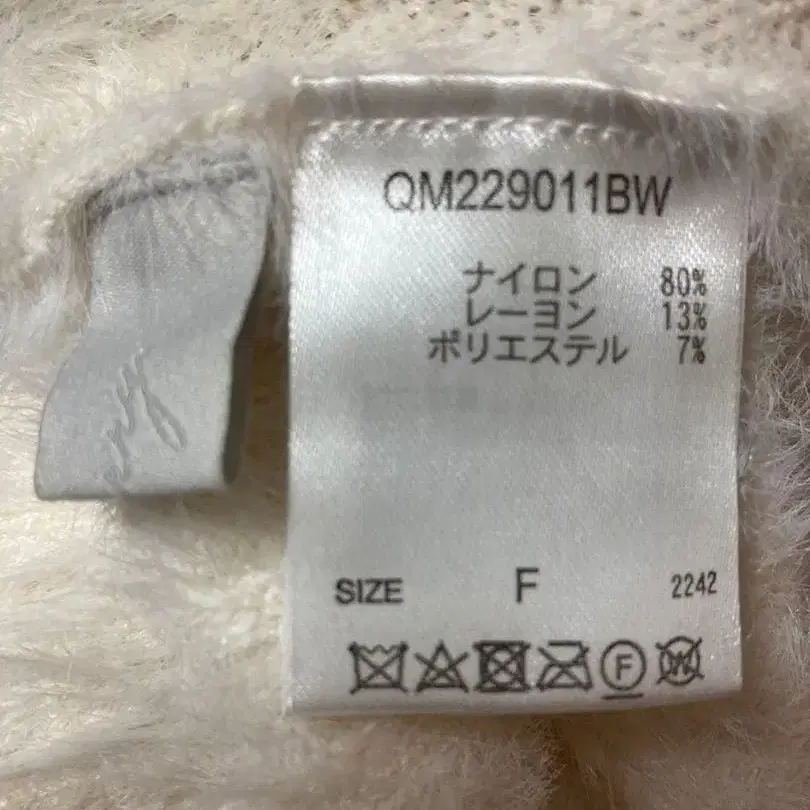 QM229011BW
ナイロン 80%
レーヨン 13%
ポリエステル 7%
SIZE F 2242
F W